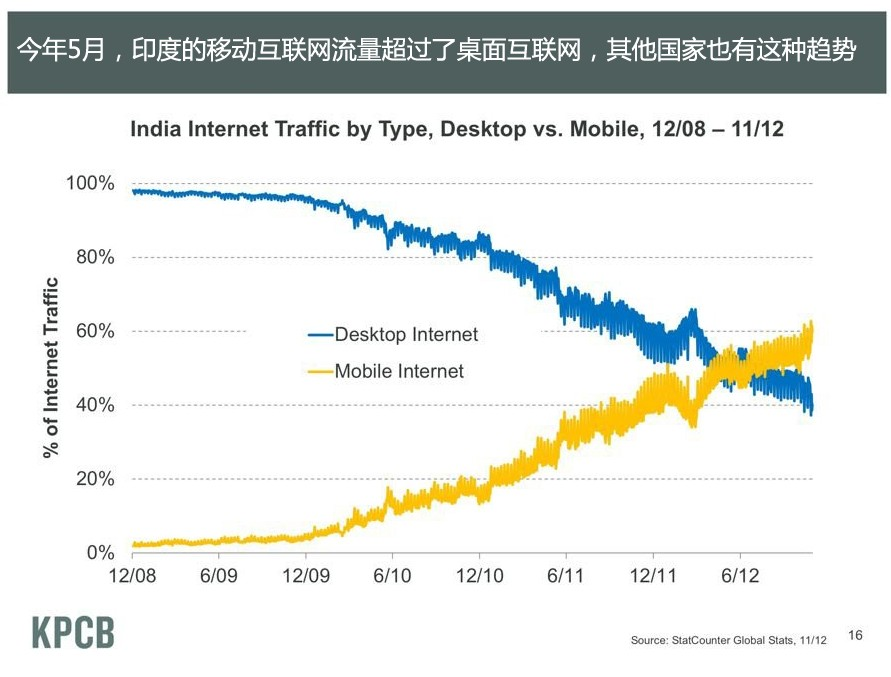 今年5月，印度的移动互联网流量超过了桌面互联网，其他国家也有这种趋势
India Internet Traffic by Type, Desktop vs. Mobile, 12/08 – 11/12
% of Internet Traffic
100%
80%
60%
40%
20%
0%
Desktop Internet
Mobile Internet
12/08 6/09 12/09 6/10 12/10 6/11 12/11 6/12
KPCB
Source: StatCounter Global Stats, 11/12
16